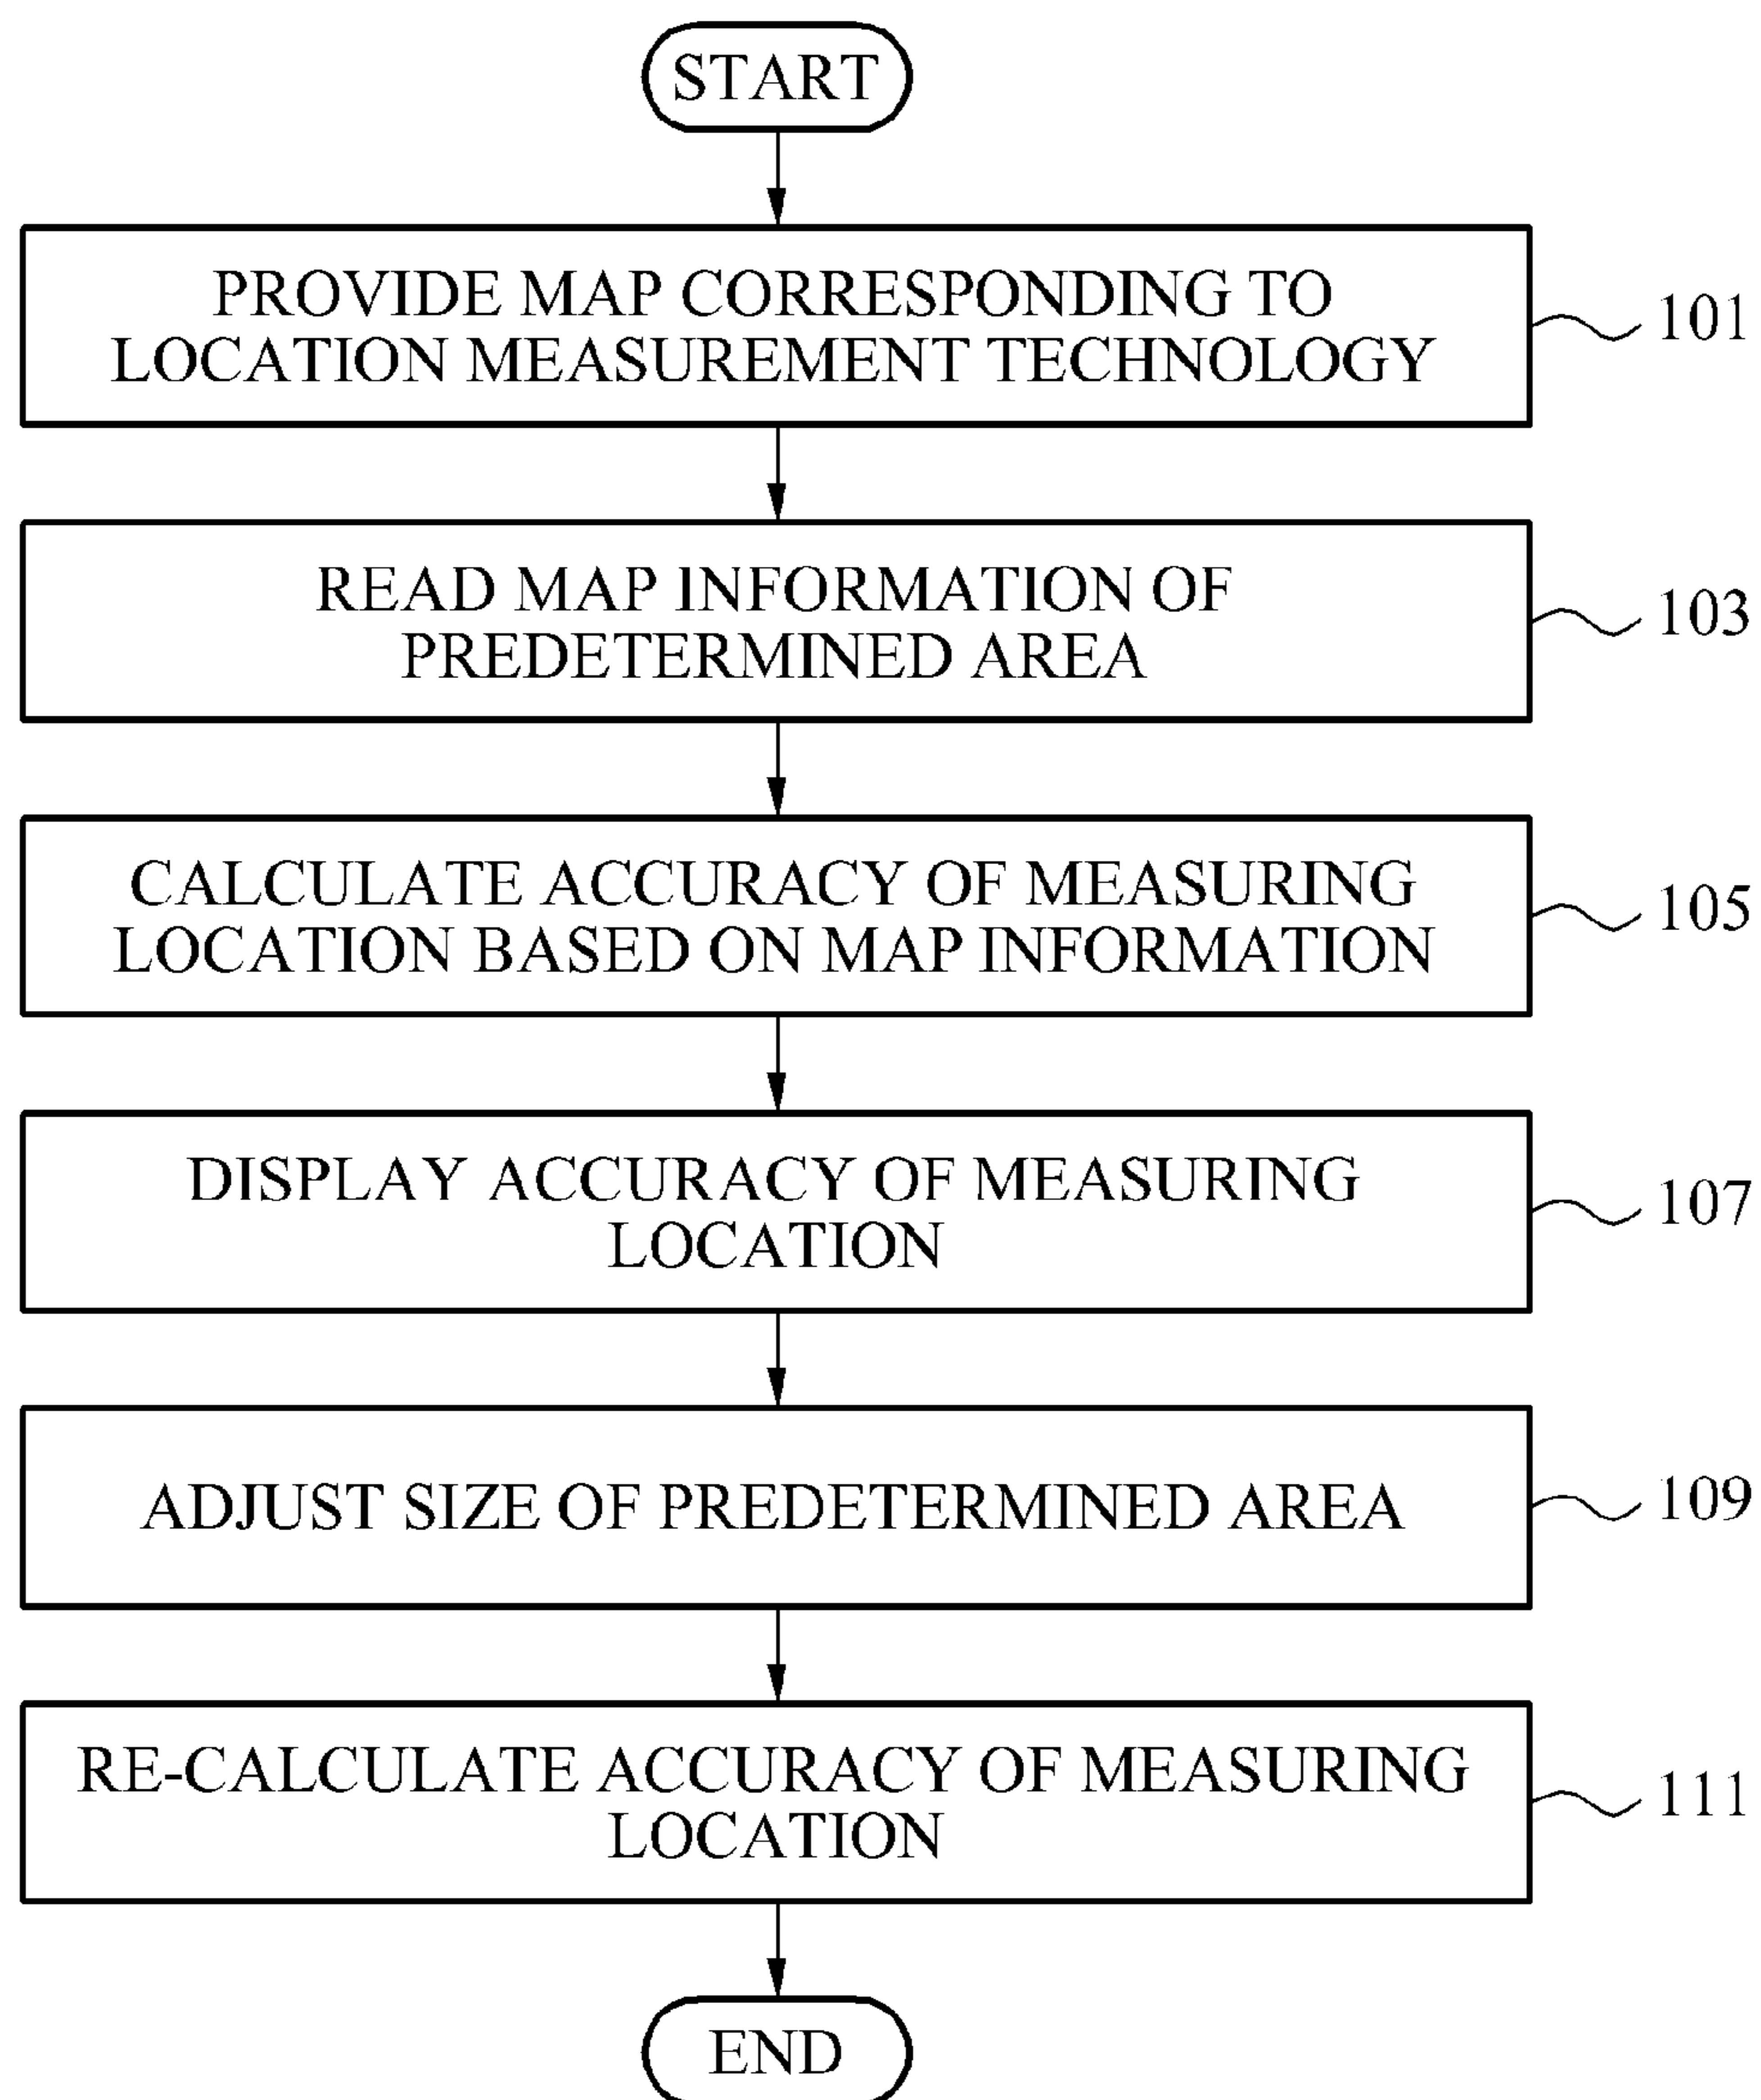 START
PROVIDE MAP CORRESPONDING TO
LOCATION MEASUREMENT TECHNOLOGY
101
READ MAP INFORMATION OF
PREDETERMINED AREA
103
CALCULATE ACCURACY OF MEASURING
LOCATION BASED ON MAP INFORMATION
105
DISPLAY ACCURACY OF MEASURING
LOCATION
107
ADJUST SIZE OF PREDETERMINED AREA
109
RE-CALCULATE ACCURACY OF MEASURING
LOCATION
111
END